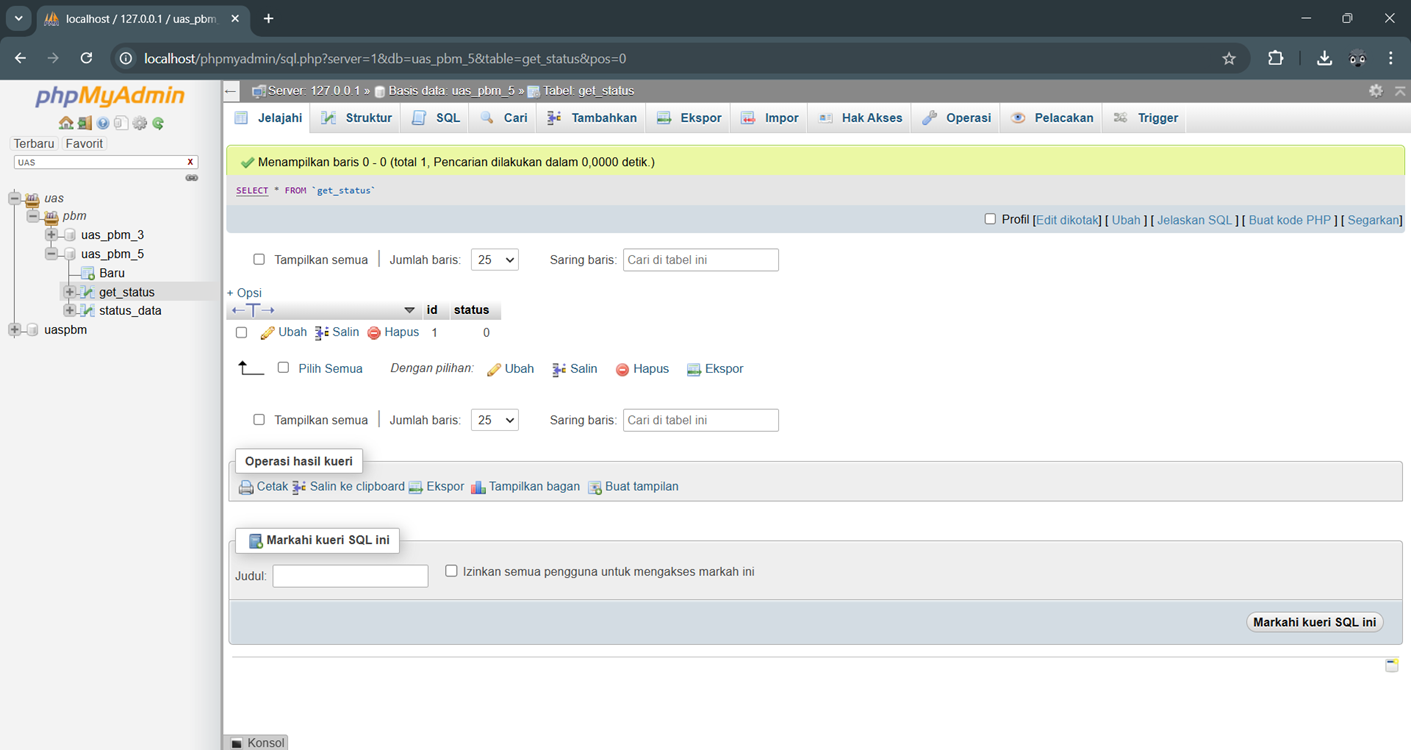 localhost / 127.0.0.1 / uas_pbm_
localhost/phpmyadmin/sql.php?server=1&db=uas_pbm_5&table=get_status&pos=0
phpMyAdmin
Terbaru Favorit
UAS x
uas
pbm
uas_pbm_3
uas_pbm_5
Baru
get_status
status_data
uaspbm
Server: 127.0.0.1 » Basis data: uas_pbm_5 » Tabel: get_status
Jelajahi Struktur SQL Cari Tambahkan Ekspor Impor Hak Akses Operasi Pelacakan Trigger
Menampilkan baris 0 - 0 (total 1, Pencarian dilakukan dalam 0,0000 detik.)
SELECT * FROM `get_status`
Profil [Edit dikotak] [ Ubah ] [ Jelaskan SQL ] [ Buat kode PHP ] [ Segarkan]
Tampilkan semua Jumlah baris: 25 Saring baris: Cari di tabel ini
+ Opsi
id status
Ubah Salin Hapus 1 0
Pilih Semua Dengan pilihan: Ubah Salin Hapus Ekspor
Tampilkan semua Jumlah baris: 25 Saring baris: Cari di tabel ini
Operasi hasil kueri
Cetak Salin ke clipboard Ekspor Tampilkan bagan Buat tampilan
Markahi kueri SQL ini
Judul: Izinkan semua pengguna untuk mengakses markah ini
Markahi kueri SQL ini
Konsol